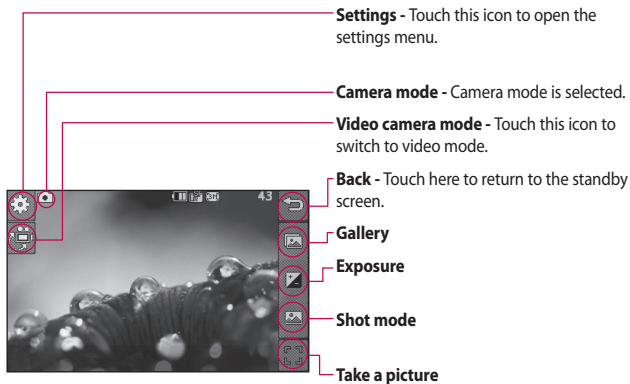 Settings - Touch this icon to open the
settings menu.
Camera mode - Camera mode is selected.
Video camera mode - Touch this icon to
switch to video mode.
Back - Touch here to return to the standby
screen.
43
Gallery
Exposure
Shot mode
Take a picture